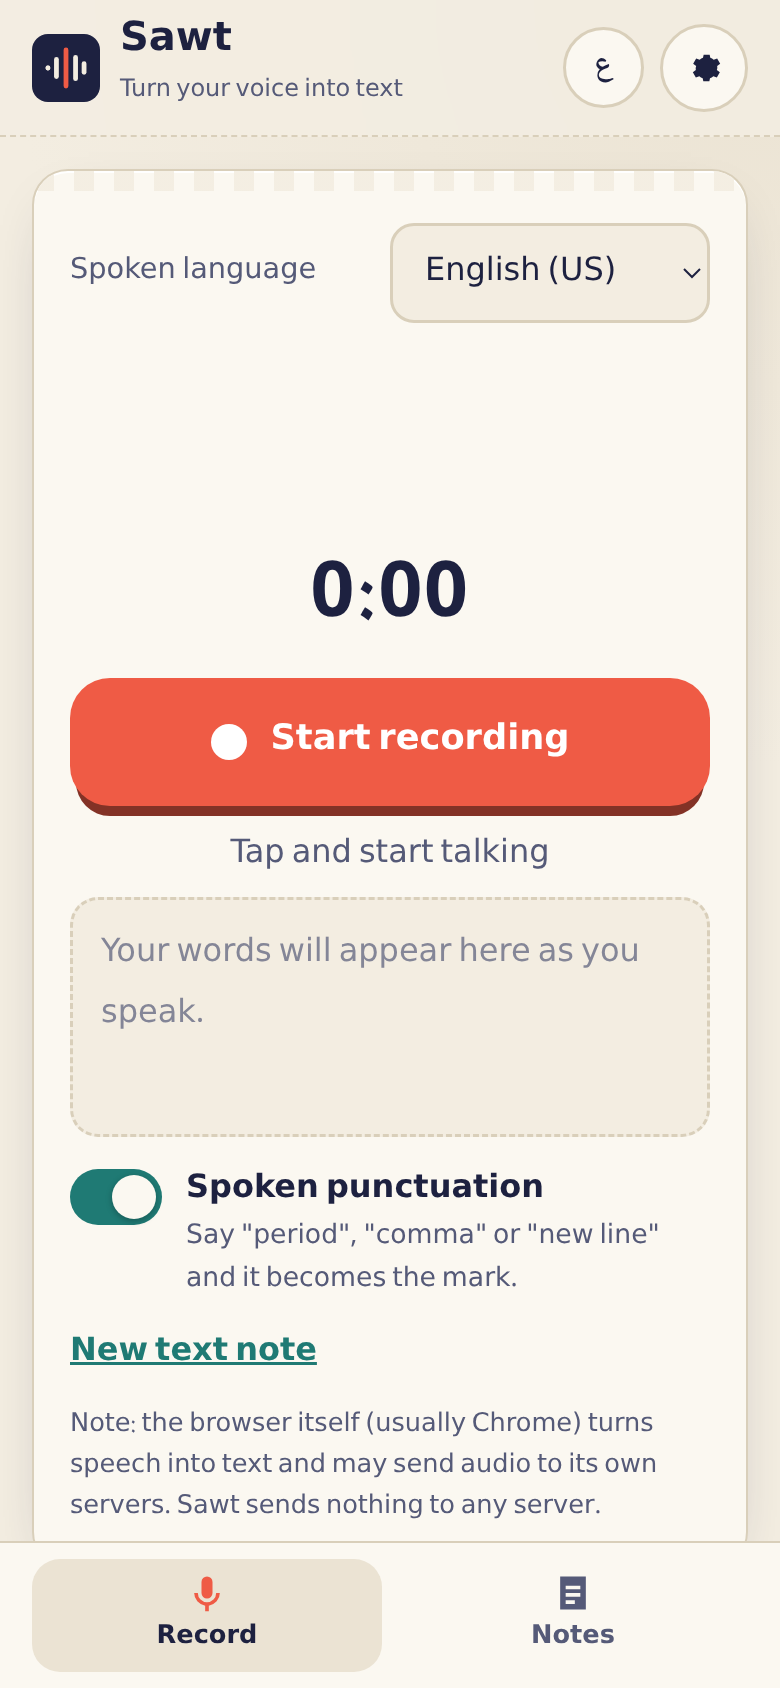 Sawt
Turn your voice into text
ع
Spoken language
English (US)
0:00
Start recording
Tap and start talking
Your words will appear here as you
speak.
Spoken punctuation
Say "period", "comma" or "new line"
and it becomes the mark.
New text note
Note: the browser itself (usually Chrome) turns
speech into text and may send audio to its own
servers. Sawt sends nothing to any server.
Record
Notes